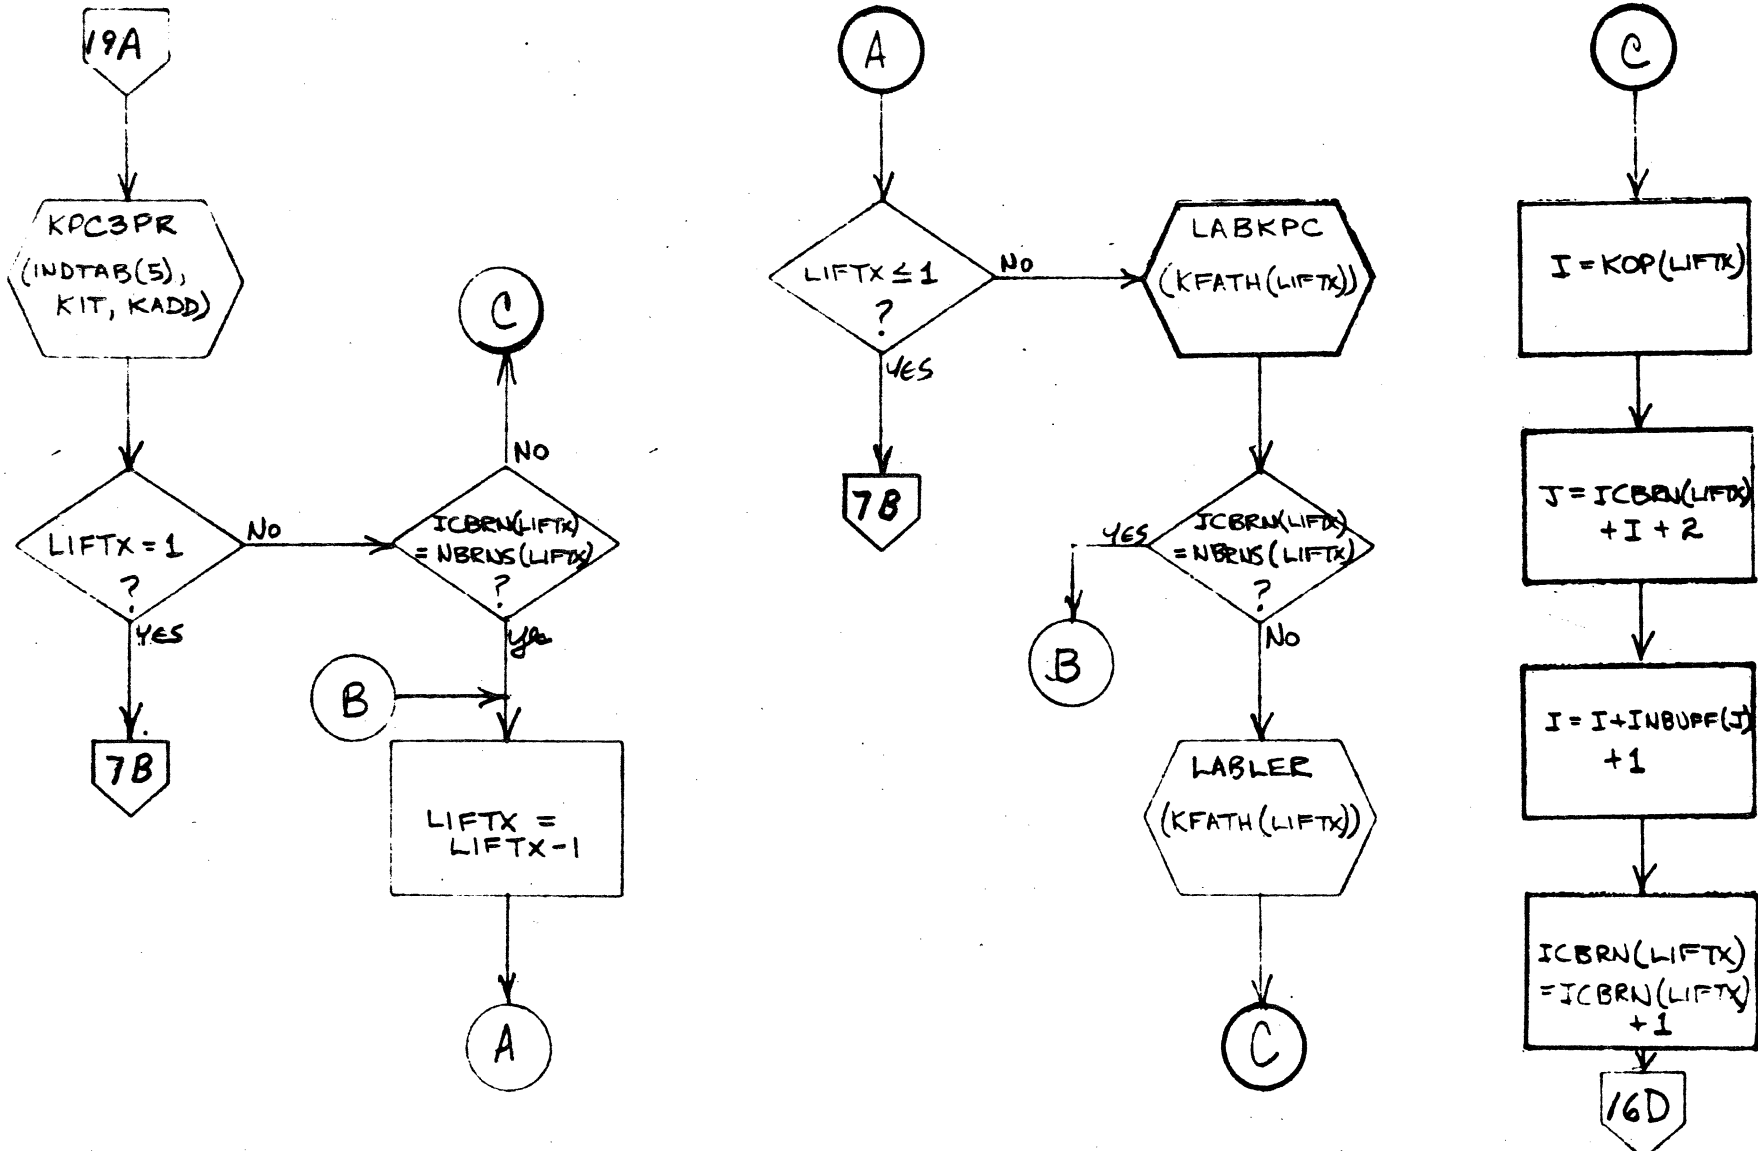 19A
KPC3PR
(INDTAB(5),
KIT, KADD)
LIFTX = 1
?
NO
YES
7B
C
NO
ICBRN(LIFTX)
= NBRNS(LIFTX)
?
Yes
B
LIFTX =
LIFTX-1
A
A
LIFTX ≤ 1
?
NO
YES
7B
LABKPC
(KFATH(LIFTX))
ICBRN(LIFTX)
= NBRNS(LIFTX)
?
YES
B
NO
LABLER
(KFATH(LIFTX))
C
C
I = KOP(LIFTX)
J = ICBRN(LIFTX)
+ I + 2
I = I+INBUFF(J)
+1
ICBRN(LIFTX)
=ICBRN(LIFTX)
+1
16D